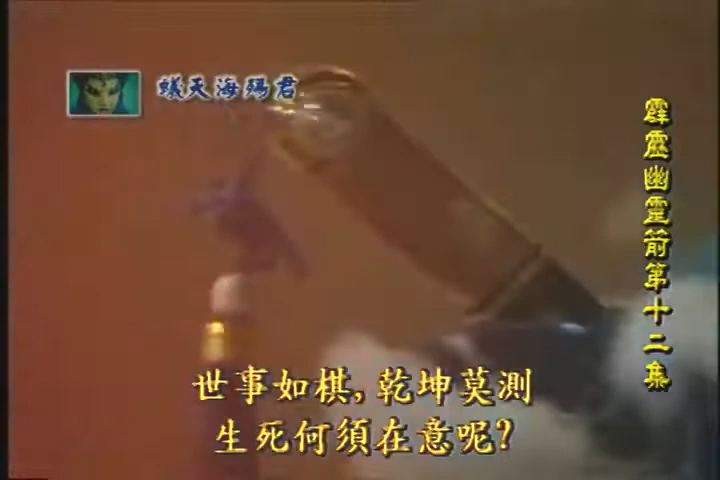 蟻天海殤君
霹靂幽靈箭第十二集
世事如棋,乾坤莫測
生死何須在意呢?